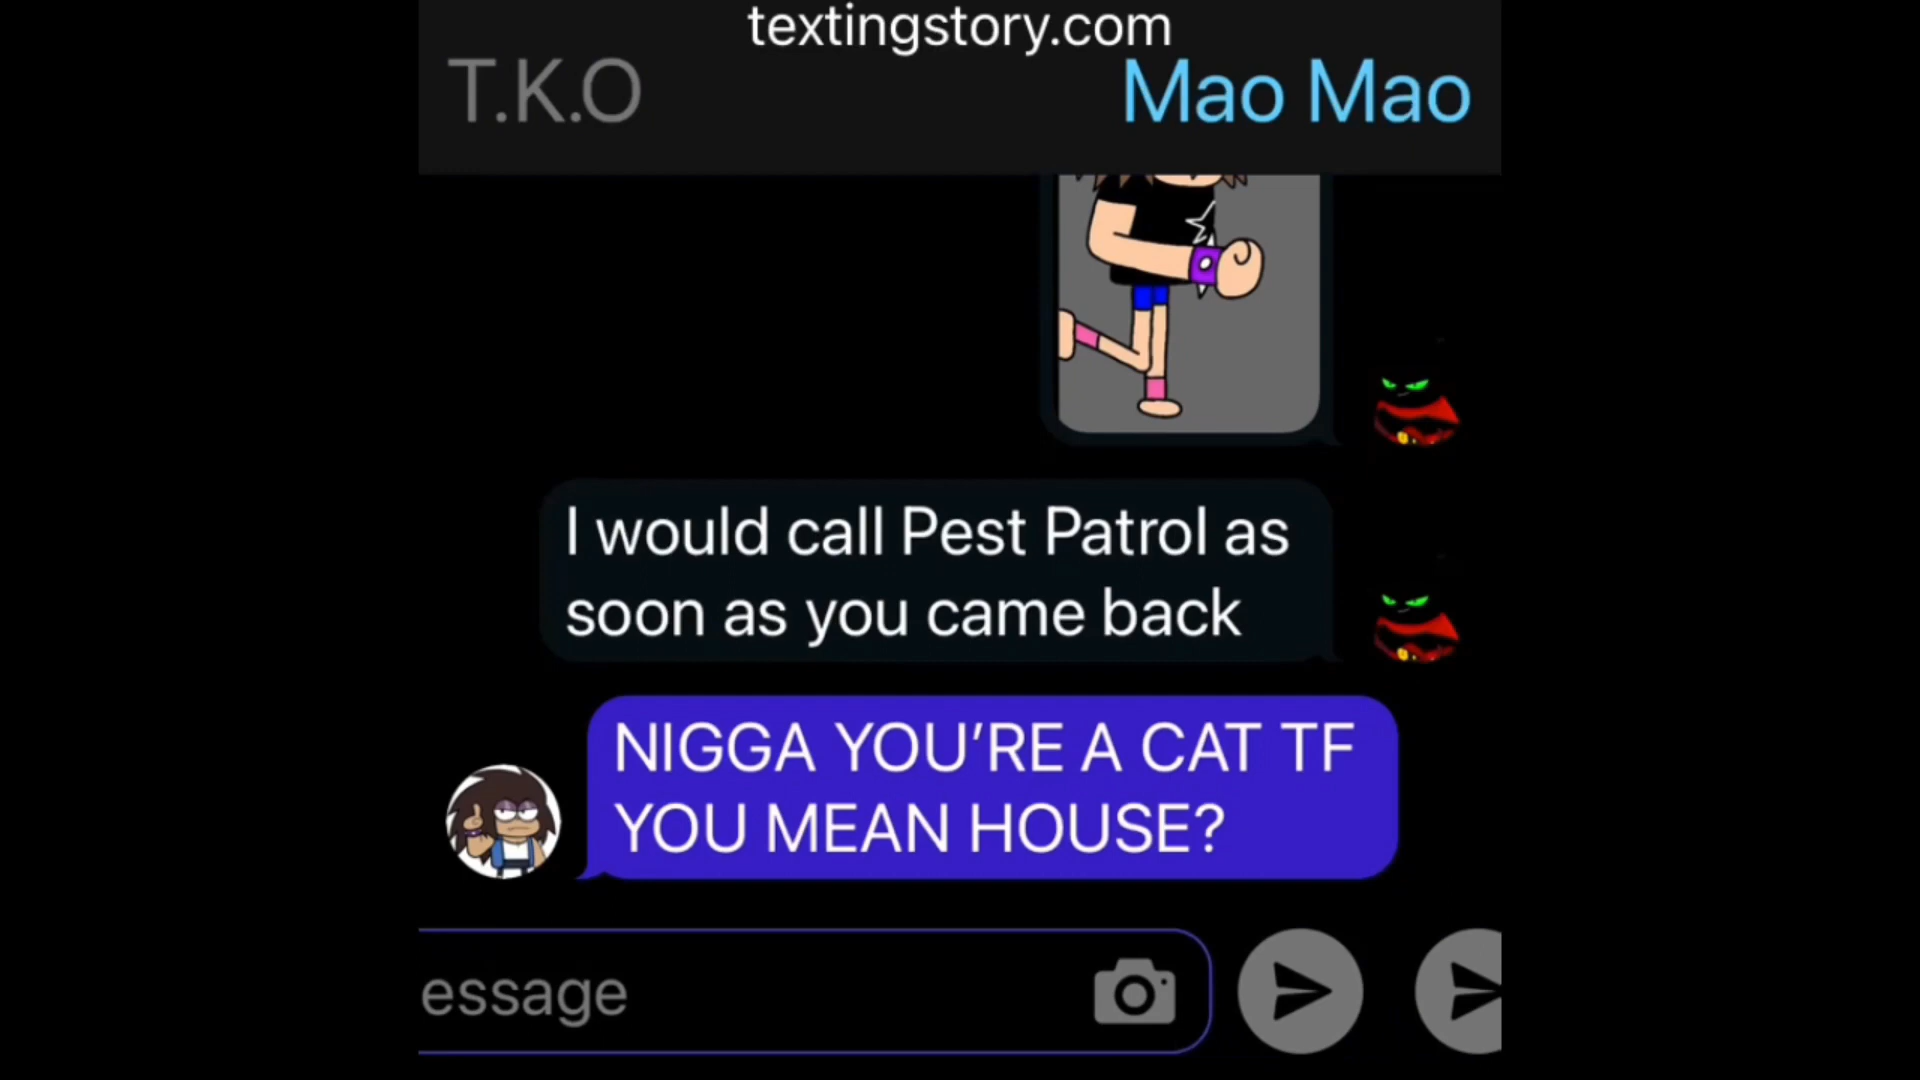 textingstory.com
T.K.O
Mao Mao
I would call Pest Patrol as
soon as you came back
NIGGA YOU'RE A CAT TF
YOU MEAN HOUSE?
essage